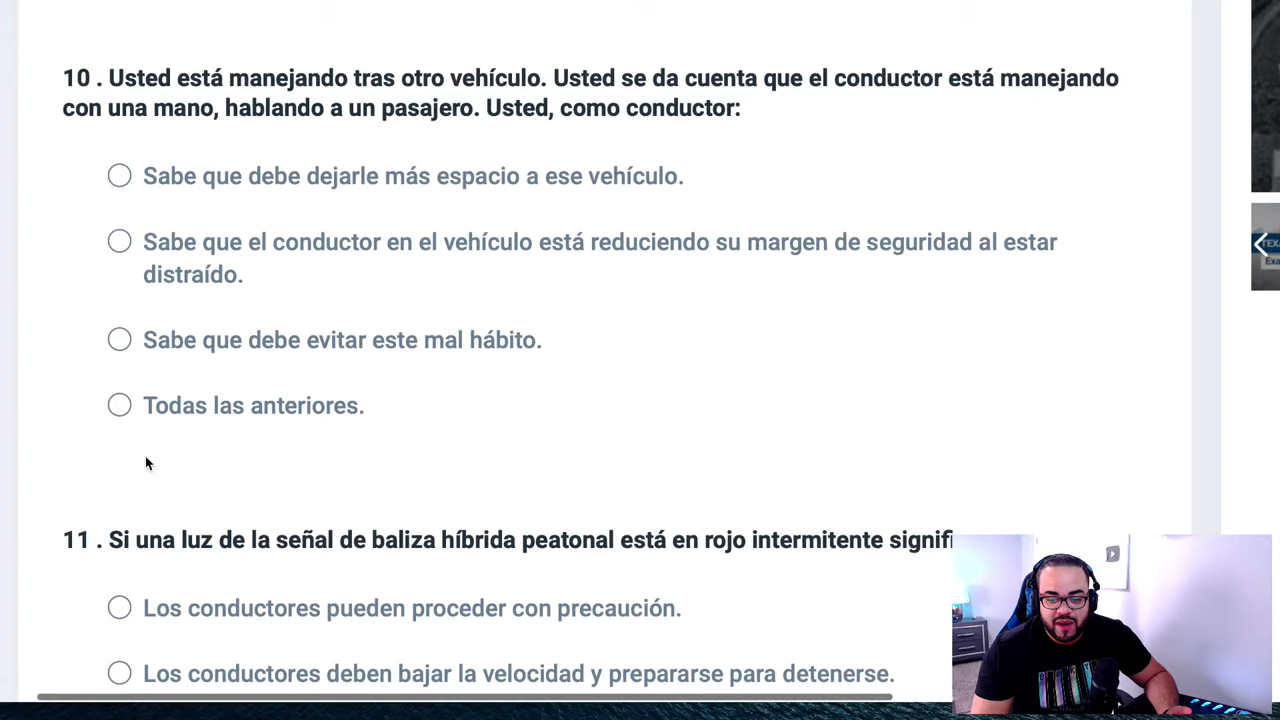 10 . Usted está manejando tras otro vehículo. Usted se da cuenta que el conductor está manejando
con una mano, hablando a un pasajero. Usted, como conductor:
Sabe que debe dejarle más espacio a ese vehículo.
Sabe que el conductor en el vehículo está reduciendo su margen de seguridad al estar
distraído.
Sabe que debe evitar este mal hábito.
Todas las anteriores.
11 . Si una luz de la señal de baliza híbrida peatonal está en rojo intermitente
Los conductores pueden proceder con precaución.
Los conductores deben bajar la velocidad y prepararse para detenerse.